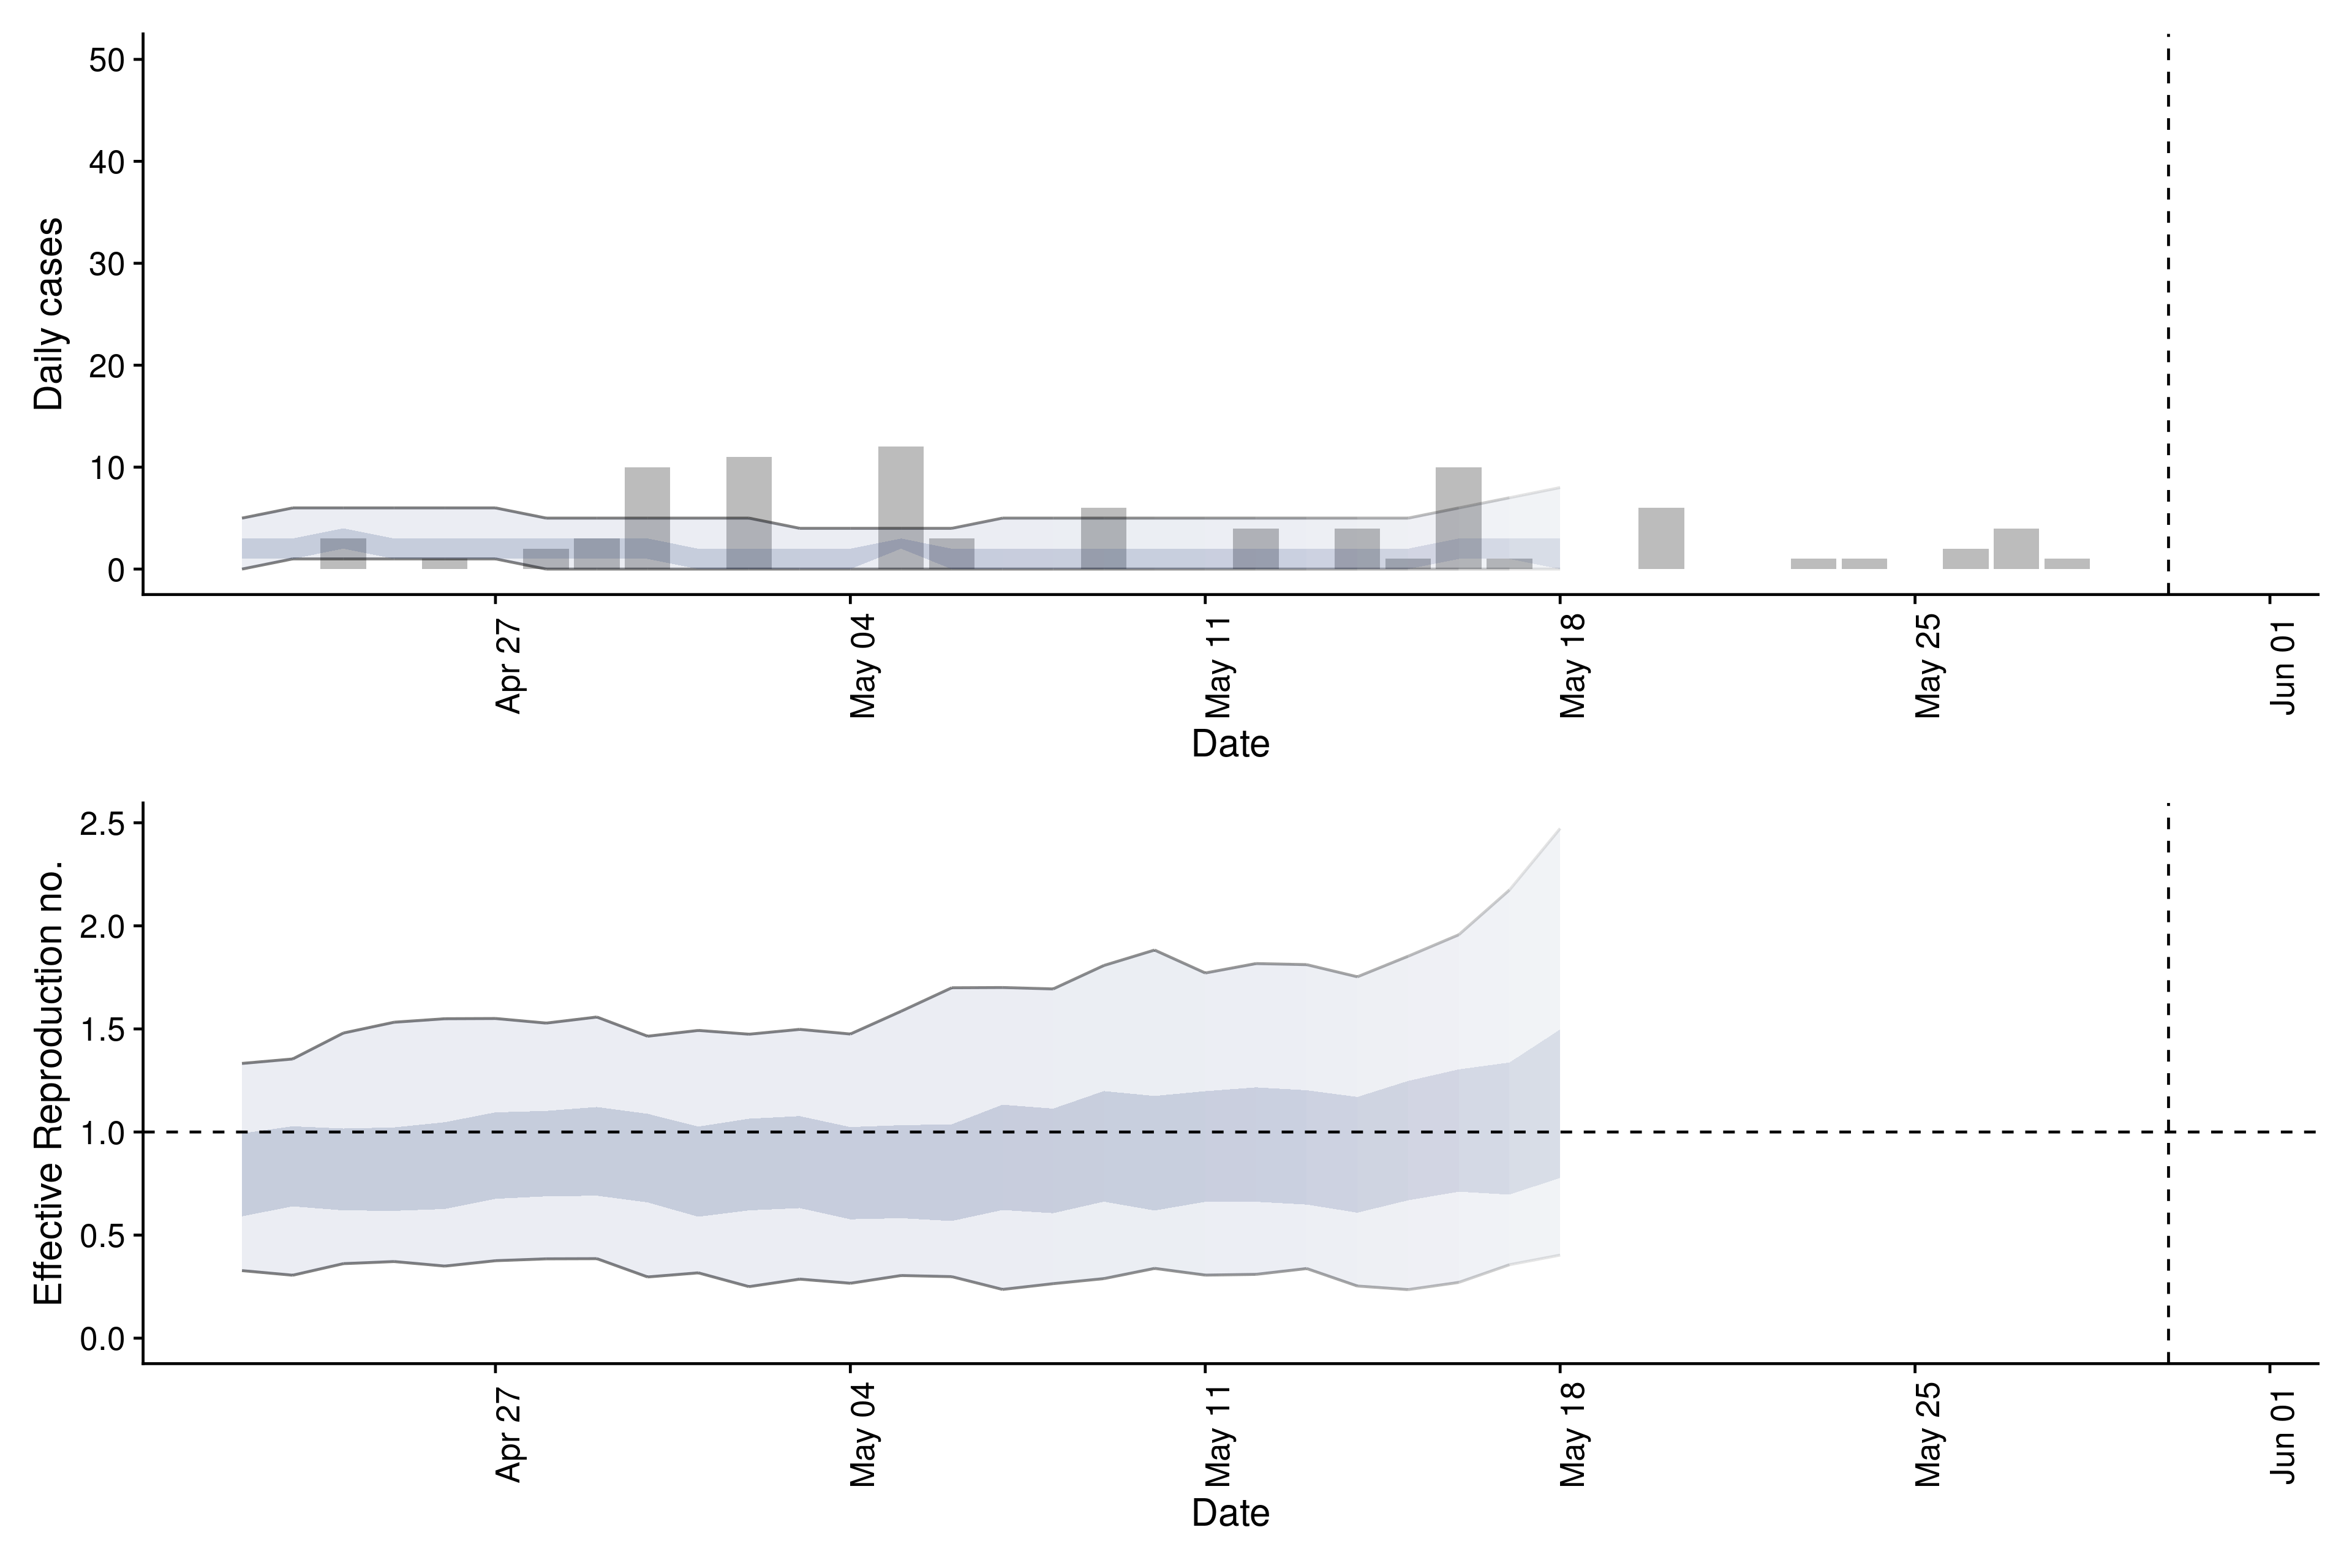 Daily cases
50
40
30
20
10
0
Apr 27
May 04
May 11
May 18
May 25
Jun 01
Date
Effective Reproduction no.
2.5
2.0
1.5
1.0
0.5
0.0
Apr 27
May 04
May 11
May 18
May 25
Jun 01
Date